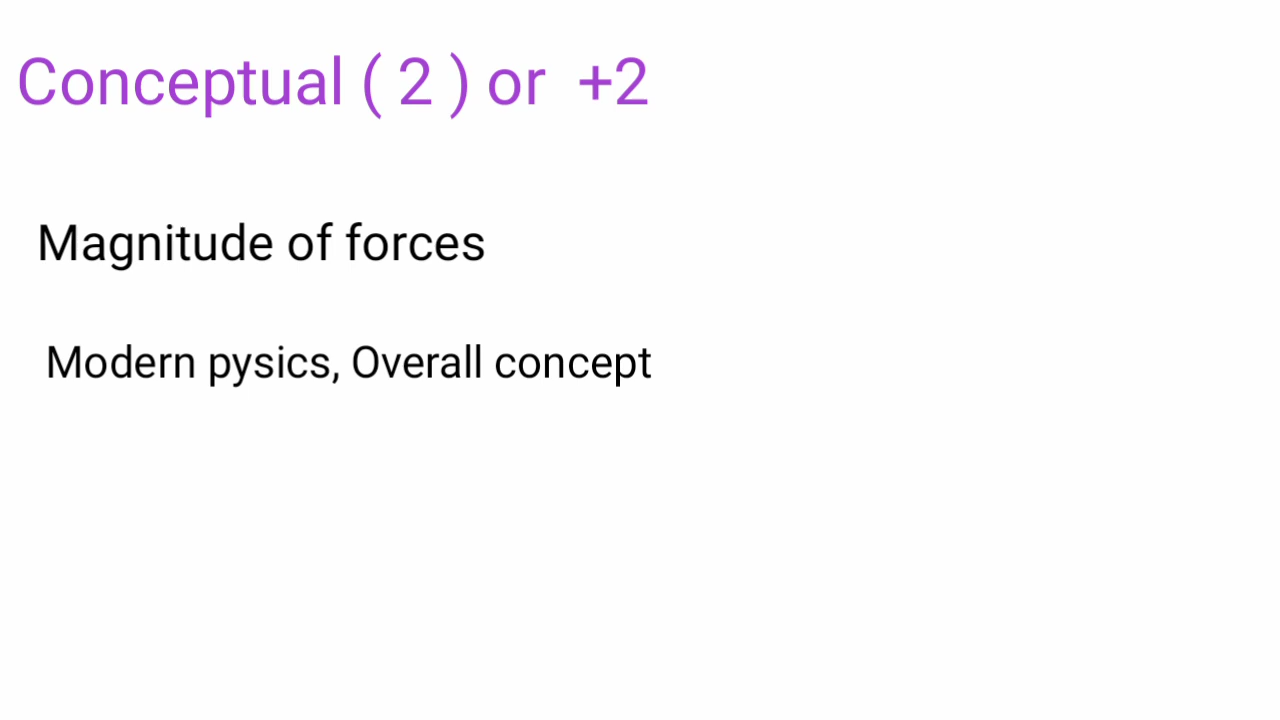 Conceptual ( 2 ) or +2
Magnitude of forces
Modern pysics, Overall concept